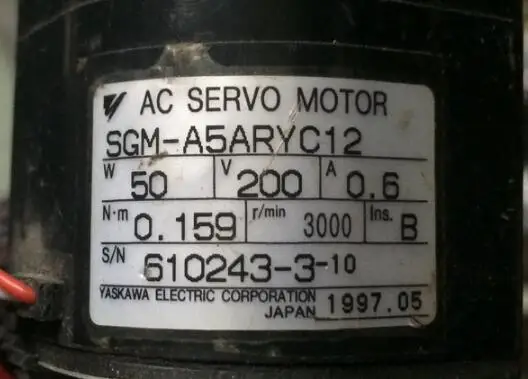 AC SERVO MOTOR
SGM-A5ARYC12
W 50 V 200 A 0.6
N·m 0.159 r/min 3000 Ins. B
S/N 610243-3-10
YASKAWA ELECTRIC CORPORATION
JAPAN 1997.05